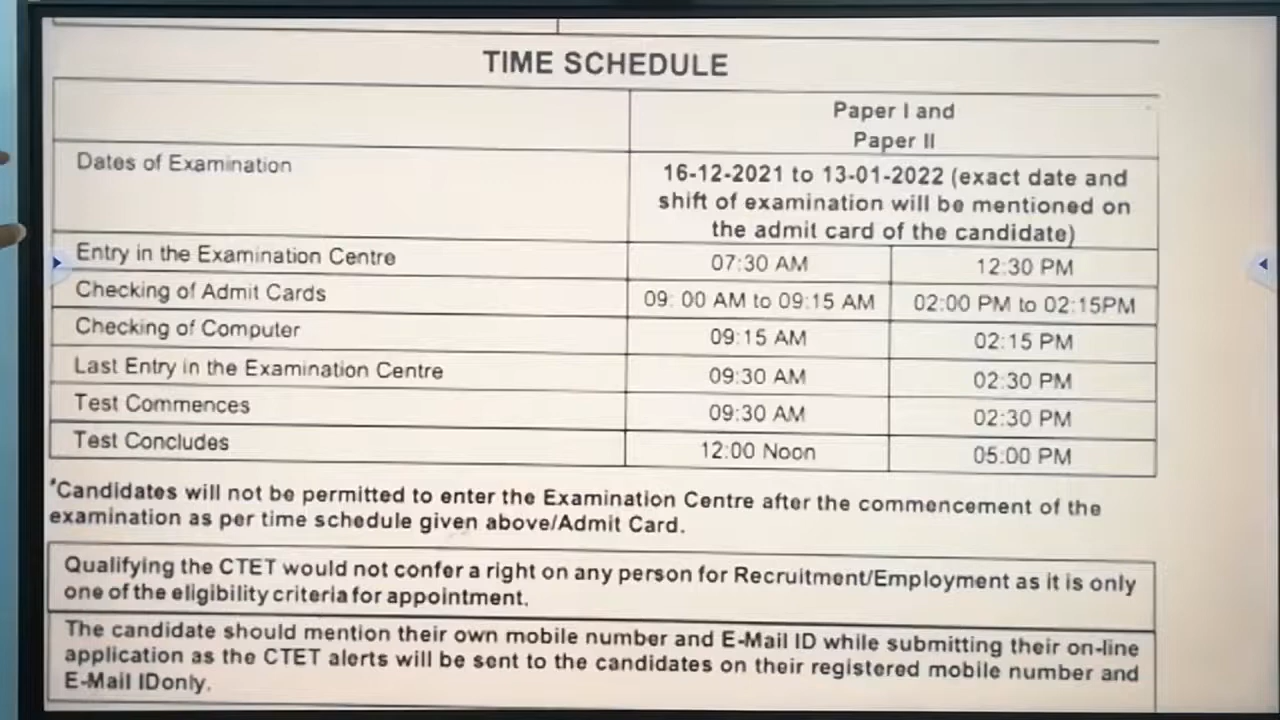 TIME SCHEDULE
Paper I and
Paper II
Dates of Examination
16-12-2021 to 13-01-2022 (exact date and
shift of examination will be mentioned on
the admit card of the candidate)
Entry in the Examination Centre 07:30 AM 12:30 PM
Checking of Admit Cards 09: 00 AM to 09:15 AM 02:00 PM to 02:15PM
Checking of Computer 09:15 AM 02:15 PM
Last Entry in the Examination Centre 09:30 AM 02:30 PM
Test Commences 09:30 AM 02:30 PM
Test Concludes 12:00 Noon 05:00 PM
*Candidates will not be permitted to enter the Examination Centre after the commencement of the
examination as per time schedule given above/Admit Card.
Qualifying the CTET would not confer a right on any person for Recruitment/Employment as it is only
one of the eligibility criteria for appointment.
The candidate should mention their own mobile number and E-Mail ID while submitting their on-line
application as the CTET alerts will be sent to the candidates on their registered mobile number and
E-Mail IDonly.